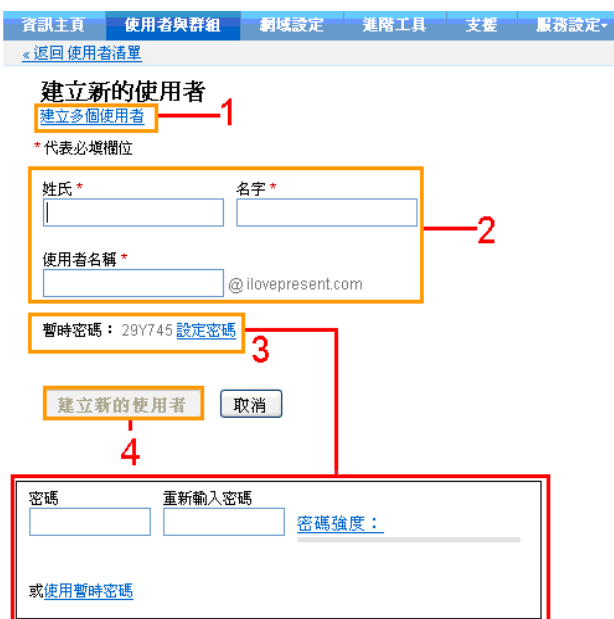 資訊主頁 使用者與群組 網域設定 進階工具 支援 服務設定▾
«返回 使用者清單
建立新的使用者
建立多個使用者
1
*代表必填欄位
姓氏 * 名字 *
2
使用者名稱 *
@ ilovepresent.com
暫時密碼： 29Y745 設定密碼
3
建立新的使用者 取消
4
密碼 重新輸入密碼
密碼強度：
或使用暫時密碼